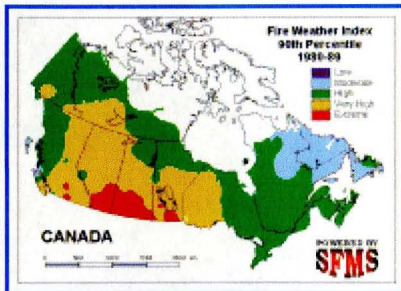 Fire Weather Index
90th Percentile
1980-89
Low
Moderate
High
Very High
Extreme
CANADA
POWERED BY
SFMS